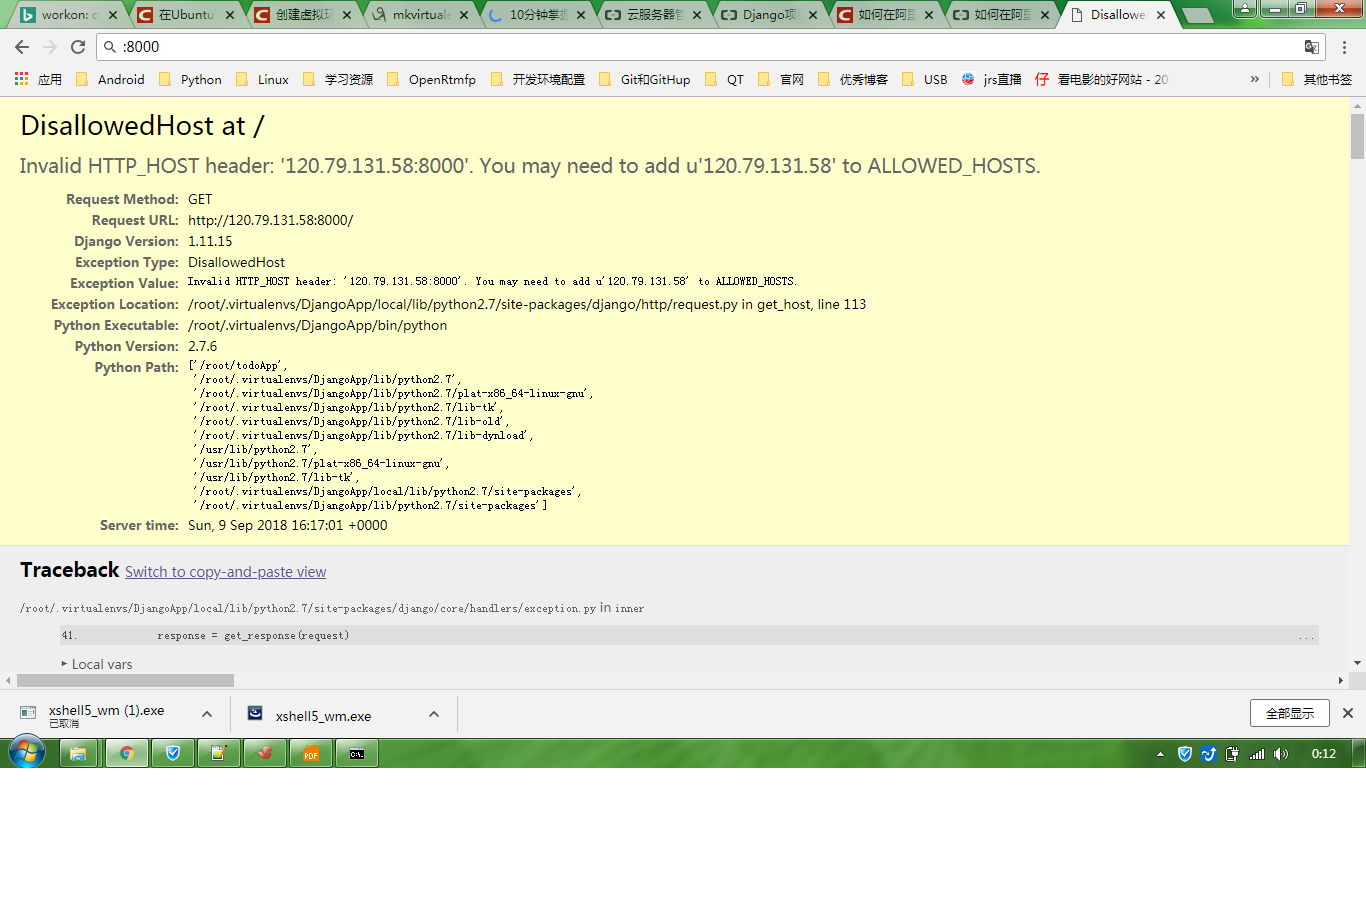 workon: c
在Ubuntu
创建虚拟环
mkvirtuale
10分钟掌握
云服务器管
Django项目
如何在阿里
如何在阿里
Disallowe
:8000
应用 Android Python Linux 学习资源 OpenRtmfp 开发环境配置 Git和GitHup QT 官网 优秀博客 USB jrs直播 看电影的好网站 - 20 » 其他书签
DisallowedHost at /
Invalid HTTP_HOST header: '120.79.131.58:8000'. You may need to add u'120.79.131.58' to ALLOWED_HOSTS.
Request Method: GET
Request URL: http://120.79.131.58:8000/
Django Version: 1.11.15
Exception Type: DisallowedHost
Exception Value: Invalid HTTP_HOST header: '120.79.131.58:8000'. You may need to add u'120.79.131.58' to ALLOWED_HOSTS.
Exception Location: /root/.virtualenvs/DjangoApp/local/lib/python2.7/site-packages/django/http/request.py in get_host, line 113
Python Executable: /root/.virtualenvs/DjangoApp/bin/python
Python Version: 2.7.6
Python Path: ['/root/todoApp',
'/root/.virtualenvs/DjangoApp/lib/python2.7',
'/root/.virtualenvs/DjangoApp/lib/python2.7/plat-x86_64-linux-gnu',
'/root/.virtualenvs/DjangoApp/lib/python2.7/lib-tk',
'/root/.virtualenvs/DjangoApp/lib/python2.7/lib-old',
'/root/.virtualenvs/DjangoApp/lib/python2.7/lib-dynload',
'/usr/lib/python2.7',
'/usr/lib/python2.7/plat-x86_64-linux-gnu',
'/usr/lib/python2.7/lib-tk',
'/root/.virtualenvs/DjangoApp/local/lib/python2.7/site-packages',
'/root/.virtualenvs/DjangoApp/lib/python2.7/site-packages']
Server time: Sun, 9 Sep 2018 16:17:01 +0000
Traceback Switch to copy-and-paste view
/root/.virtualenvs/DjangoApp/local/lib/python2.7/site-packages/django/core/handlers/exception.py in inner
41. response = get_response(request) ...
Local vars
xshell5_wm (1).exe
已取消
xshell5_wm.exe
全部显示
PDF
C:\.
0:12